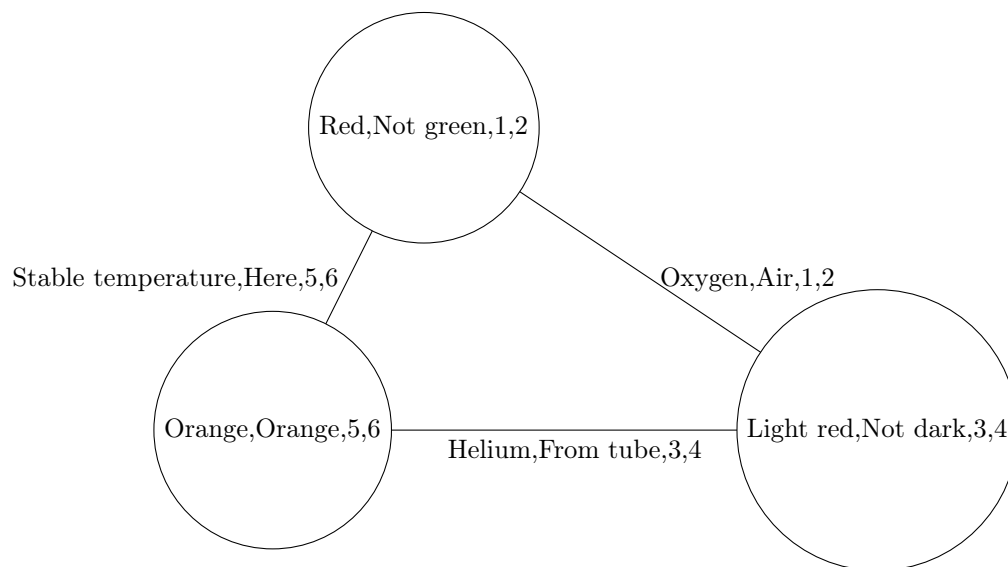 Red,Not green,1,2
Stable temperature,Here,5,6
Oxygen,Air,1,2
Orange,Orange,5,6
Light red,Not dark,3,4
Helium,From tube,3,4